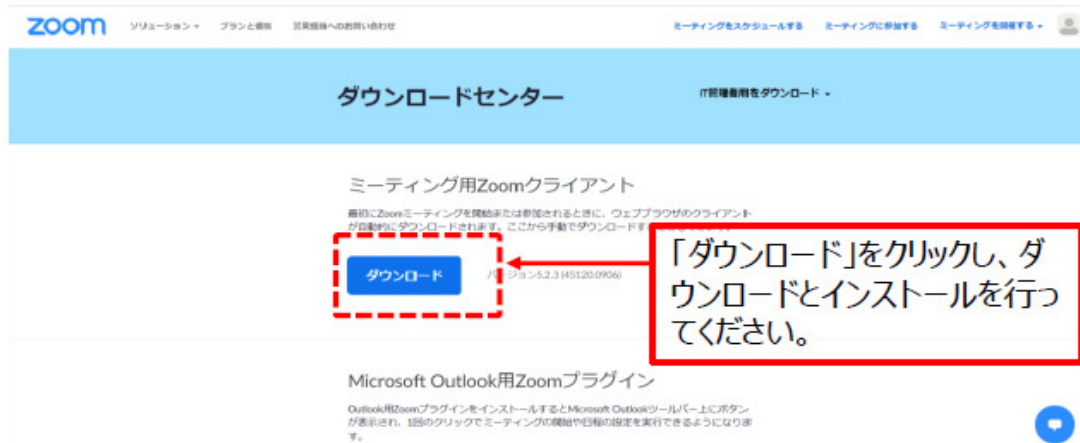 zoom ソリューション プランと価格 営業担当へのお問い合わせ ミーティングをスケジュールする ミーティングに参加する ミーティングを開催する
ダウンロードセンター IT管理者用をダウンロード
ミーティング用Zoomクライアント
最初にZoomミーティングを開始または参加されるときに、ウェブブラウザのクライアント
が自動的にダウンロードされます。ここから手動でダウンロードす
ダウンロード バージョン5.2.3 (45120.0906)
「ダウンロード」をクリックし、ダ
ウンロードとインストールを行っ
てください。
Microsoft Outlook用Zoomプラグイン
Outlook用ZoomプラグインをインストールするとMicrosoft Outlookツールバー上にボタン
が表示され、1回のクリックでミーティングの開始や日程の設定を実行できるようになりま
す。